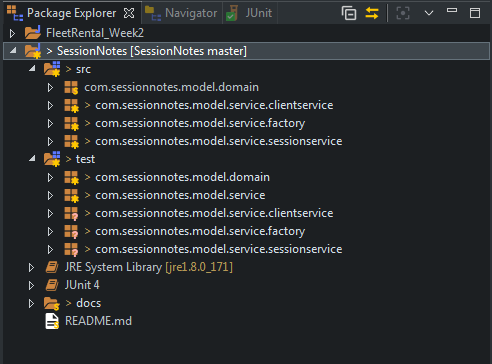 Package Explorer Navigator JUnit
FleetRental_Week2
> SessionNotes [SessionNotes master]
> src
com.sessionnotes.model.domain
> com.sessionnotes.model.service.clientservice
> com.sessionnotes.model.service.factory
> com.sessionnotes.model.service.sessionservice
> test
> com.sessionnotes.model.domain
> com.sessionnotes.model.service
> com.sessionnotes.model.service.clientservice
> com.sessionnotes.model.service.factory
> com.sessionnotes.model.service.sessionservice
JRE System Library [jre1.8.0_171]
JUnit 4
> docs
README.md